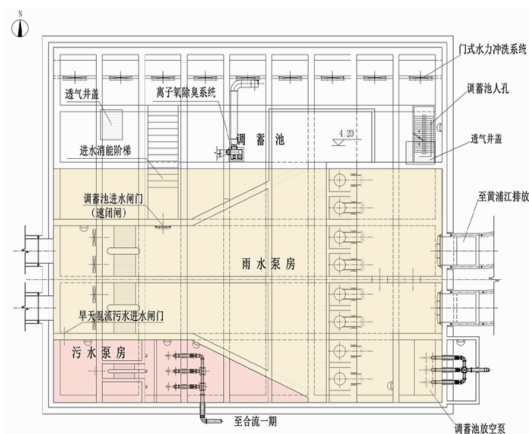 N
门式水力冲洗系统
透气井盖
离子氧除臭系统
调蓄池人孔
调 蓄 池
4.20
进水消能阶梯
透气井盖
调蓄池进水闸门
(速闭闸)
至黄浦江排放
雨水泵房
旱天混流污水进水闸门
污水泵房
至合流一期
调蓄池放空泵